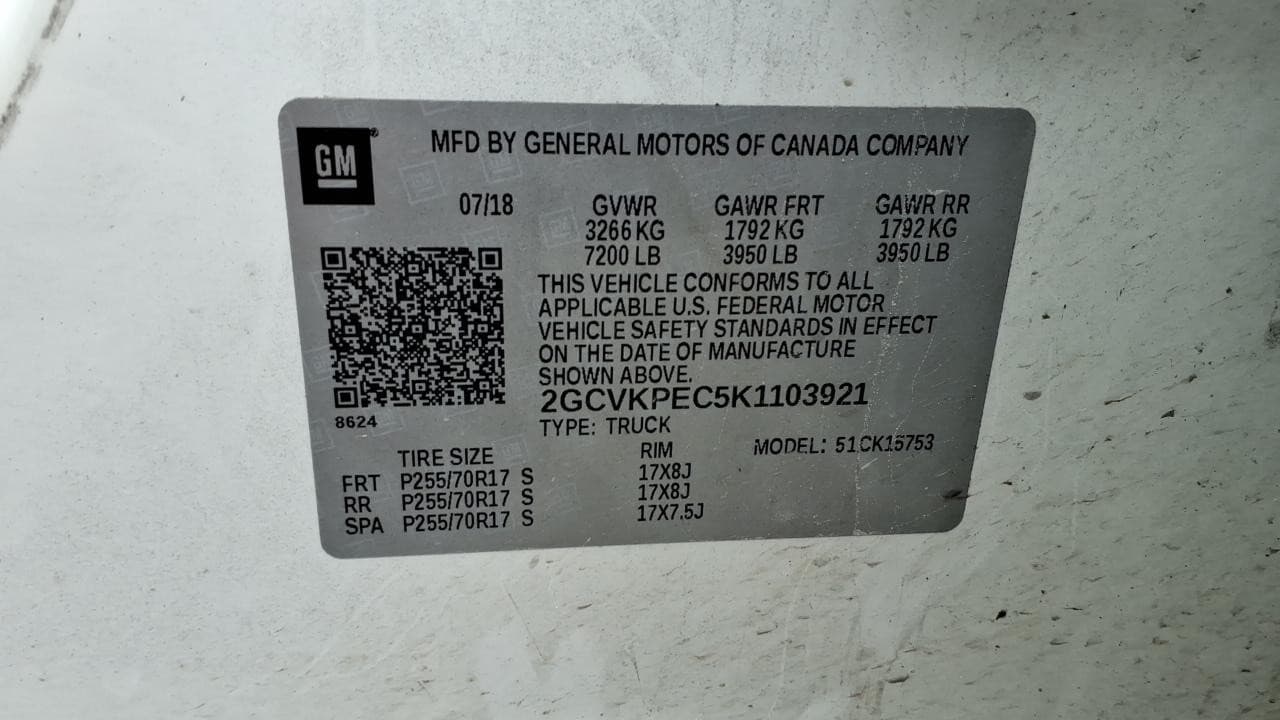 GM ®
MFD BY GENERAL MOTORS OF CANADA COMPANY
07/18 GVWR GAWR FRT GAWR RR
3266 KG 1792 KG 1792 KG
7200 LB 3950 LB 3950 LB
THIS VEHICLE CONFORMS TO ALL
APPLICABLE U.S. FEDERAL MOTOR
VEHICLE SAFETY STANDARDS IN EFFECT
ON THE DATE OF MANUFACTURE
SHOWN ABOVE.
2GCVKPEC5K1103921
8624
TYPE: TRUCK
TIRE SIZE RIM MODEL: 51CK15753
FRT P255/70R17 S 17X8J
RR P255/70R17 S 17X8J
SPA P255/70R17 S 17X7.5J